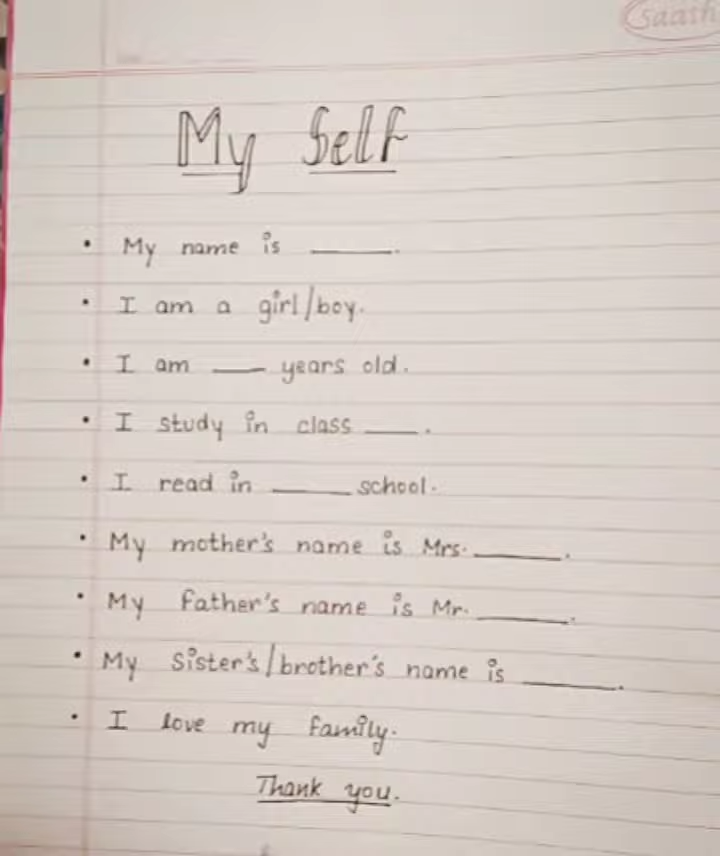 Saath
My Self
• My name is ______.
• I am a girl/boy.
• I am ____ years old.
• I study in class ____.
• I read in ______ school.
• My mother's name is Mrs. ______.
• My father's name is Mr. ______.
• My Sister's/brother's name is ______.
• I love my family.
Thank you.